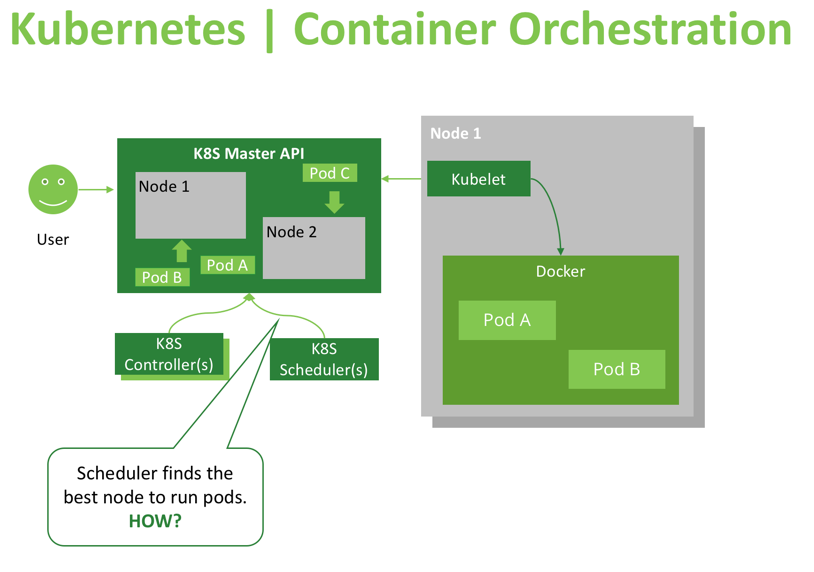 Kubernetes | Container Orchestration
User
K8S Master API
Node 1
Pod C
Node 2
Pod B
Pod A
K8S
Controller(s)
K8S
Scheduler(s)
Scheduler finds the
best node to run pods.
HOW?
Node 1
Kubelet
Docker
Pod A
Pod B